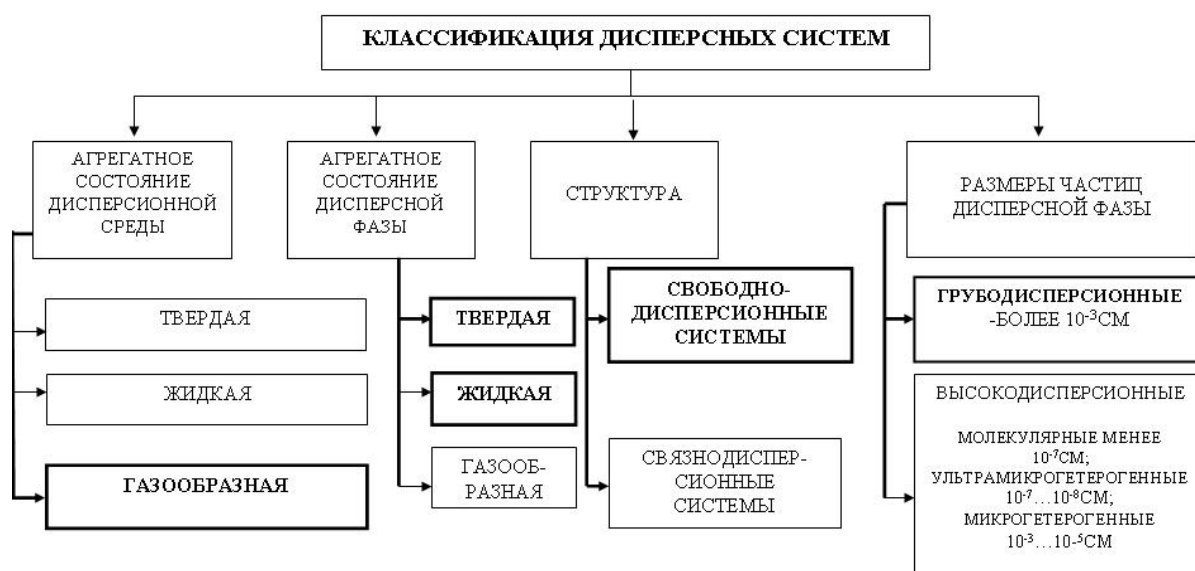 КЛАССИФИКАЦИЯ ДИСПЕРСНЫХ СИСТЕМ
АГРЕГАТНОЕ
СОСТОЯНИЕ
ДИСПЕРСИОННОЙ
СРЕДЫ
ТВЕРДАЯ
ЖИДКАЯ
ГАЗООБРАЗНАЯ
АГРЕГАТНОЕ
СОСТОЯНИЕ
ДИСПЕРСНОЙ
ФАЗЫ
ТВЕРДАЯ
ЖИДКАЯ
ГАЗООБ-
РАЗНАЯ
СТРУКТУРА
СВОБОДНО-
ДИСПЕРСИОННЫЕ
СИСТЕМЫ
СВЯЗНОДИСПЕР-
СИОННЫЕ
СИСТЕМЫ
РАЗМЕРЫ ЧАСТИЦ
ДИСПЕРСНОЙ ФАЗЫ
ГРУБОДИСПЕРСИОННЫЕ
-БОЛЕЕ 10⁻³СМ
ВЫСОКОДИСПЕРСИОННЫЕ
МОЛЕКУЛЯРНЫЕ МЕНЕЕ
10⁻⁷СМ;
УЛЬТРАМИКРОГЕТЕРОГЕННЫЕ
10⁻⁷…10⁻⁸СМ;
МИКРОГЕТЕРОГЕННЫЕ
10⁻³…10⁻⁵СМ